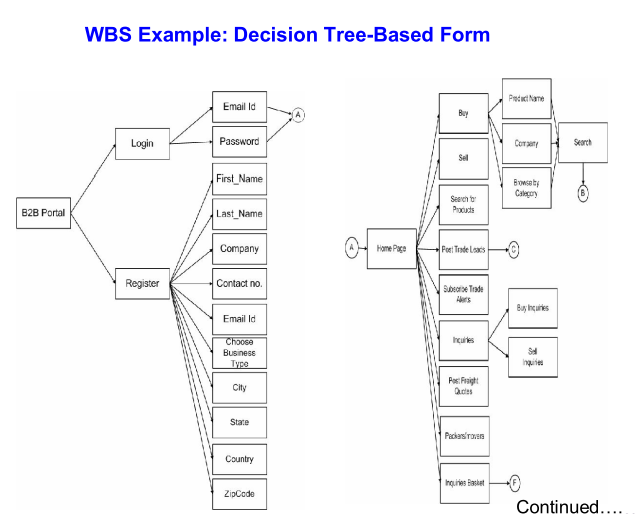 WBS Example: Decision Tree-Based Form
B2B Portal
Login
Register
Email Id
Password
A
First_Name
Last_Name
Company
Contact no.
Email Id
Choose
Business
Type
City
State
Country
ZipCode
A
Home Page
Buy
Sell
Search for
Products
Post Trade Leads
Subscribe Trade
Alerts
Inquiries
Post Freight
Quotes
Packers/movers
Inquiries Basket
Product Name
Company
Browse by
Category
Search
B
C
Buy Inquiries
Sell
Inquiries
F
Continued……